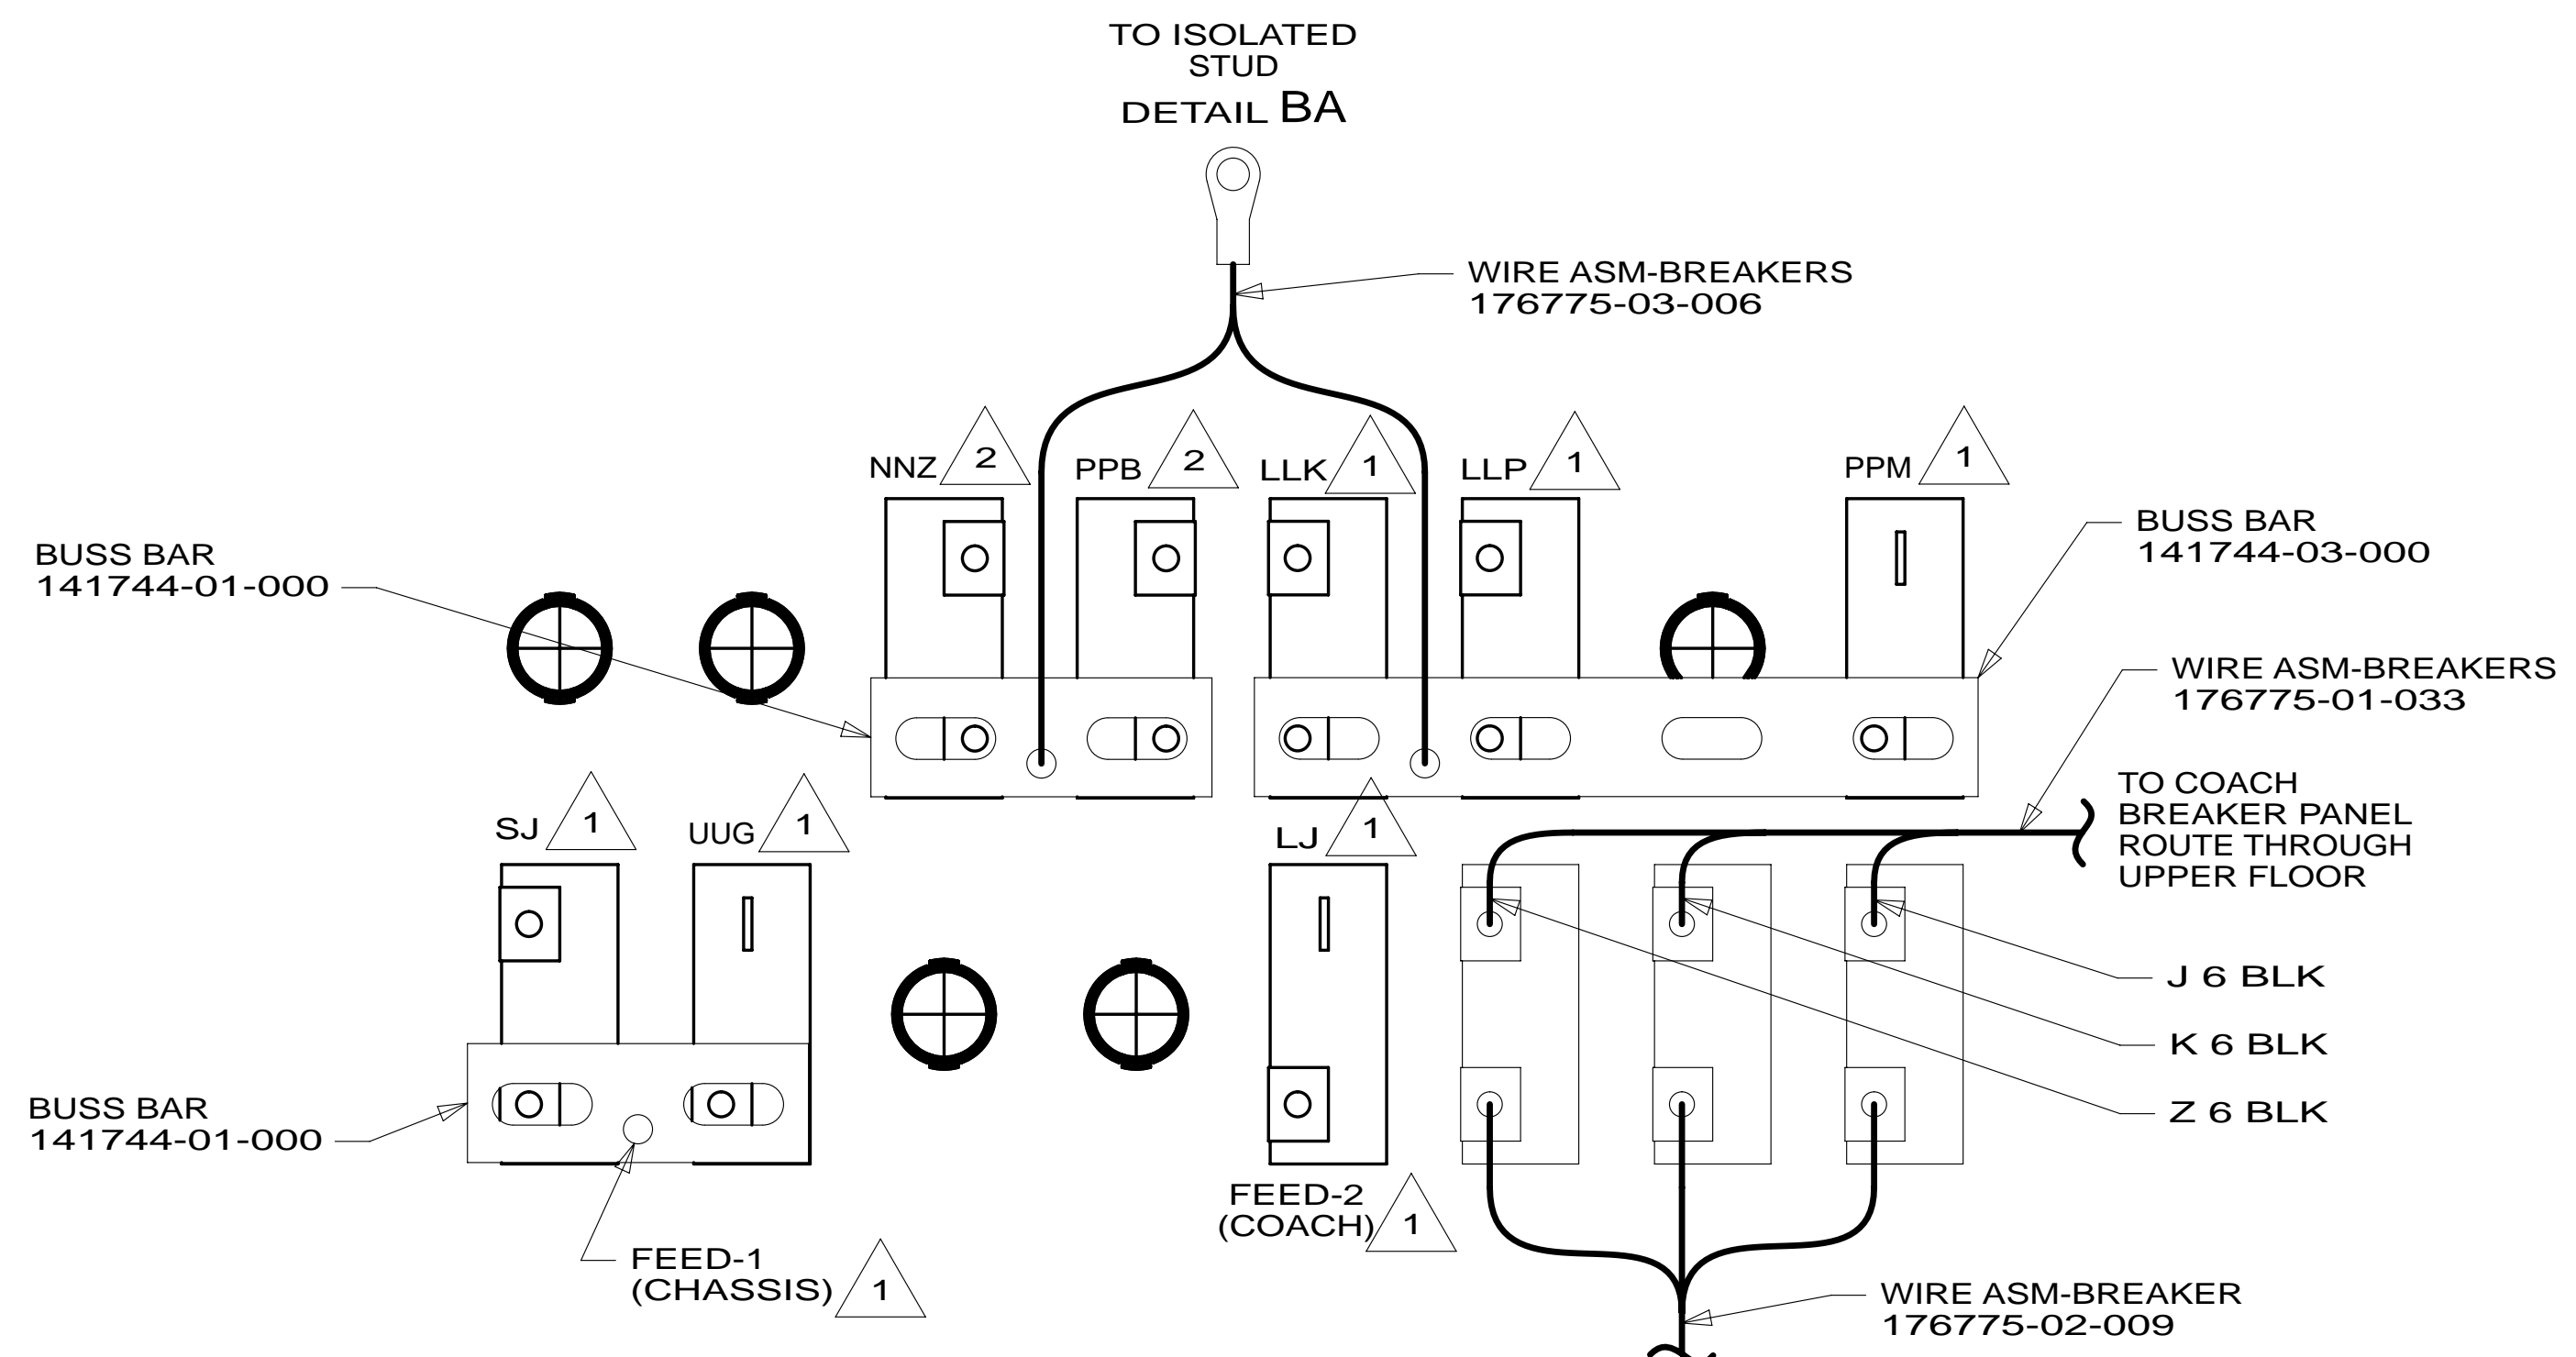 TO ISOLATED
STUD
DETAIL BA
WIRE ASM-BREAKERS
176775-03-006
NNZ 2
PPB 2
LLK 1
LLP 1
PPM 1
BUSS BAR
141744-01-000
BUSS BAR
141744-03-000
WIRE ASM-BREAKERS
176775-01-033
TO COACH
BREAKER PANEL
ROUTE THROUGH
UPPER FLOOR
SJ 1
UUG 1
LJ 1
J 6 BLK
K 6 BLK
Z 6 BLK
BUSS BAR
141744-01-000
FEED-1
(CHASSIS) 1
FEED-2
(COACH) 1
WIRE ASM-BREAKER
176775-02-009